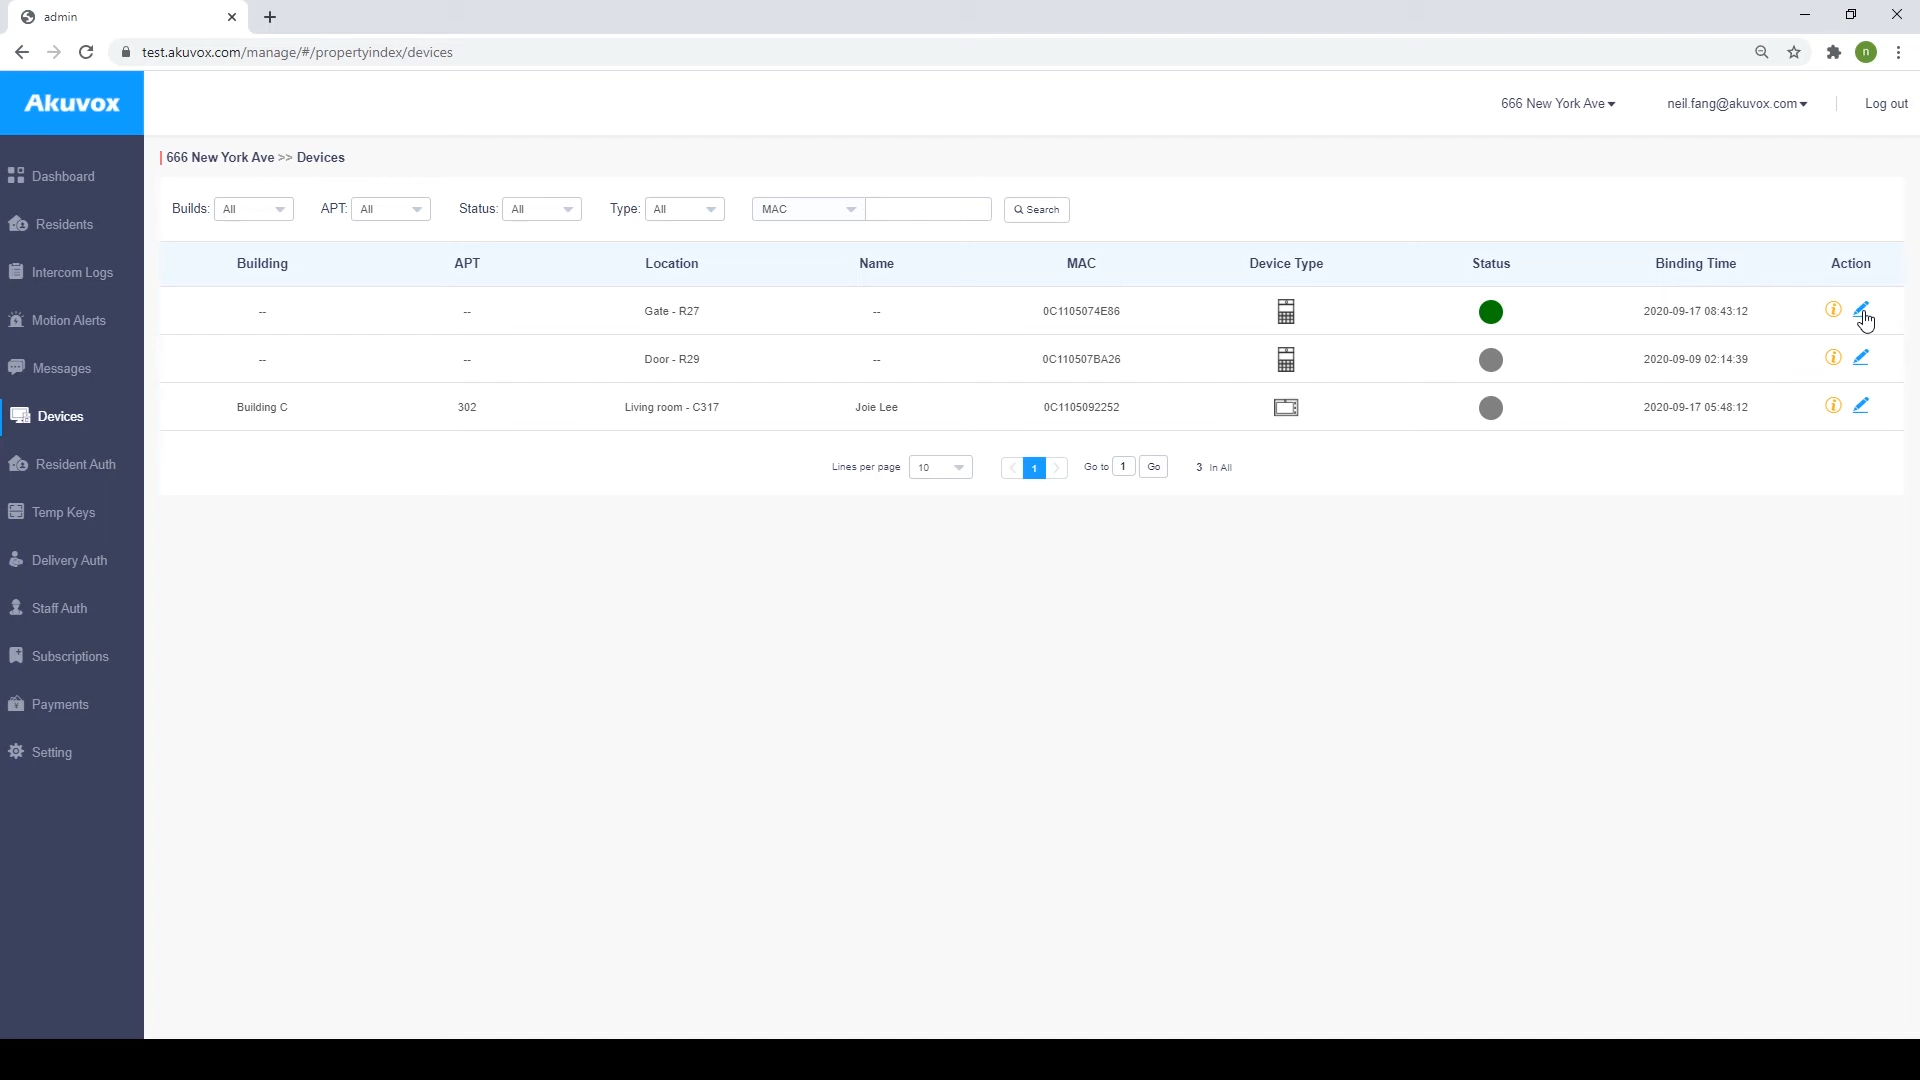 admin
test.akuvox.com/manage/#/propertyindex/devices
n
Akuvox
666 New York Ave
neil.fang@akuvox.com
Log out
Dashboard
Residents
Intercom Logs
Motion Alerts
Messages
Devices
Resident Auth
Temp Keys
Delivery Auth
Staff Auth
Subscriptions
Payments
Setting
666 New York Ave >> Devices
Builds: All APT: All Status: All Type: All MAC Search
Building APT Location Name MAC Device Type Status Binding Time Action
-- -- Gate - R27 -- 0C1105074E86 2020-09-17 08:43:12
-- -- Door - R29 -- 0C110507BA26 2020-09-09 02:14:39
Building C 302 Living room - C317 Joie Lee 0C1105092252 2020-09-17 05:48:12
Lines per page 10 < 1 > Go to 1 Go 3 In All